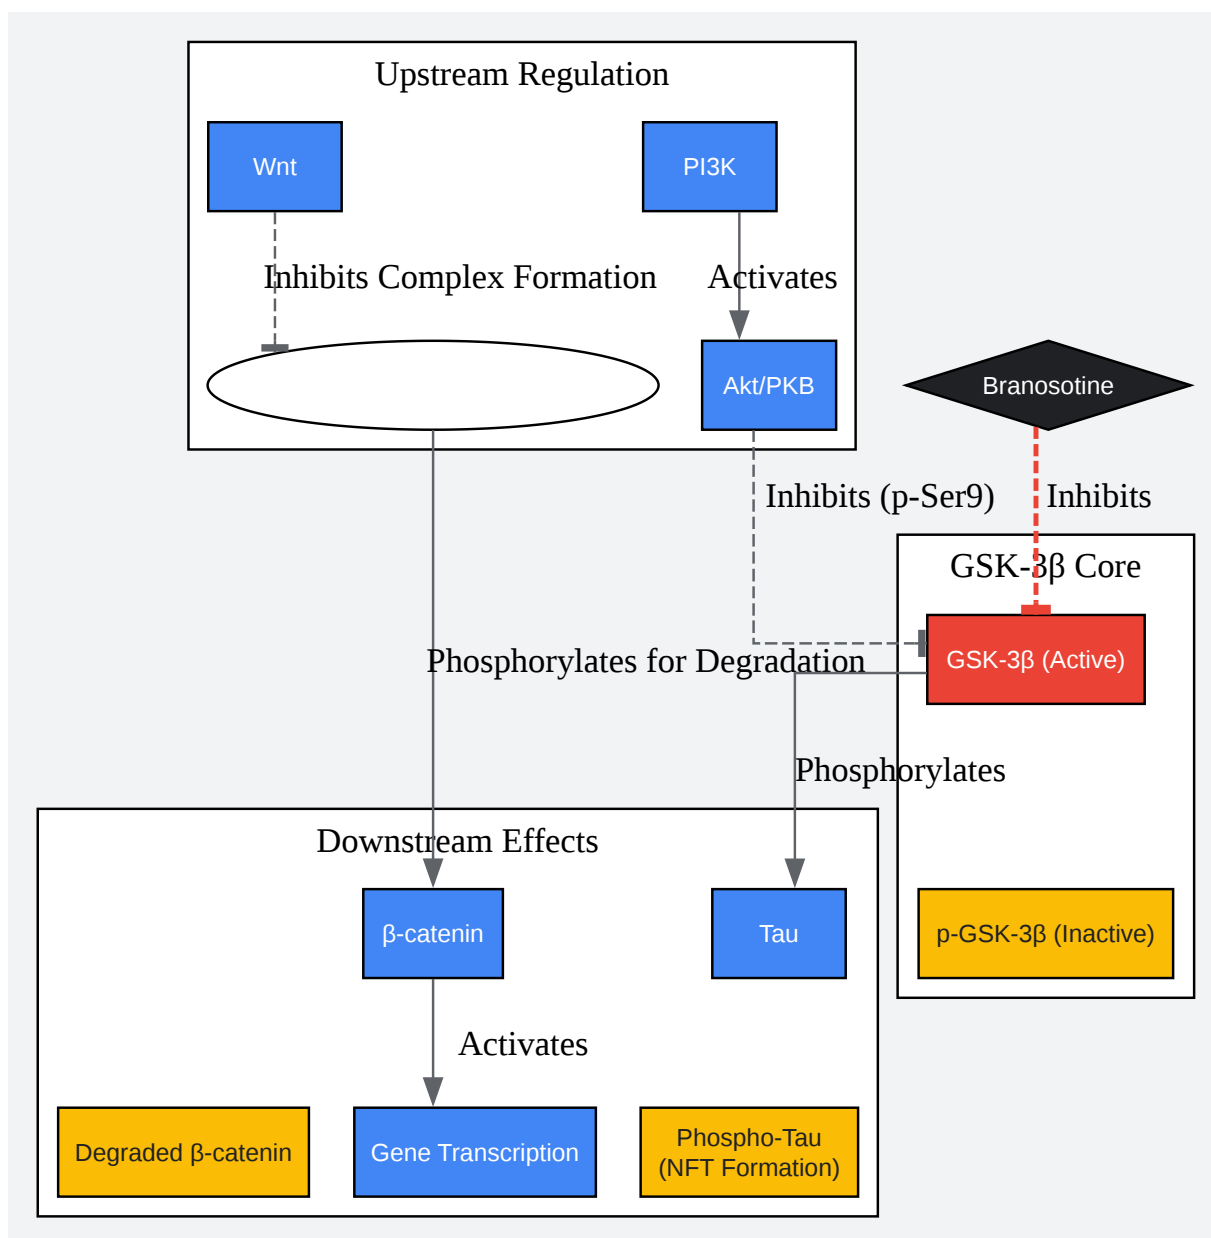 Upstream Regulation
Wnt
PI3K
Inhibits Complex Formation
Activates
Akt/PKB
Branosotine
Inhibits (p-Ser9)
Inhibits
GSK-3β Core
Phosphorylates for Degradation
GSK-3β (Active)
Phosphorylates
Downstream Effects
β-catenin
Tau
p-GSK-3β (Inactive)
Activates
Degraded β-catenin
Gene Transcription
Phospho-Tau
(NFT Formation)